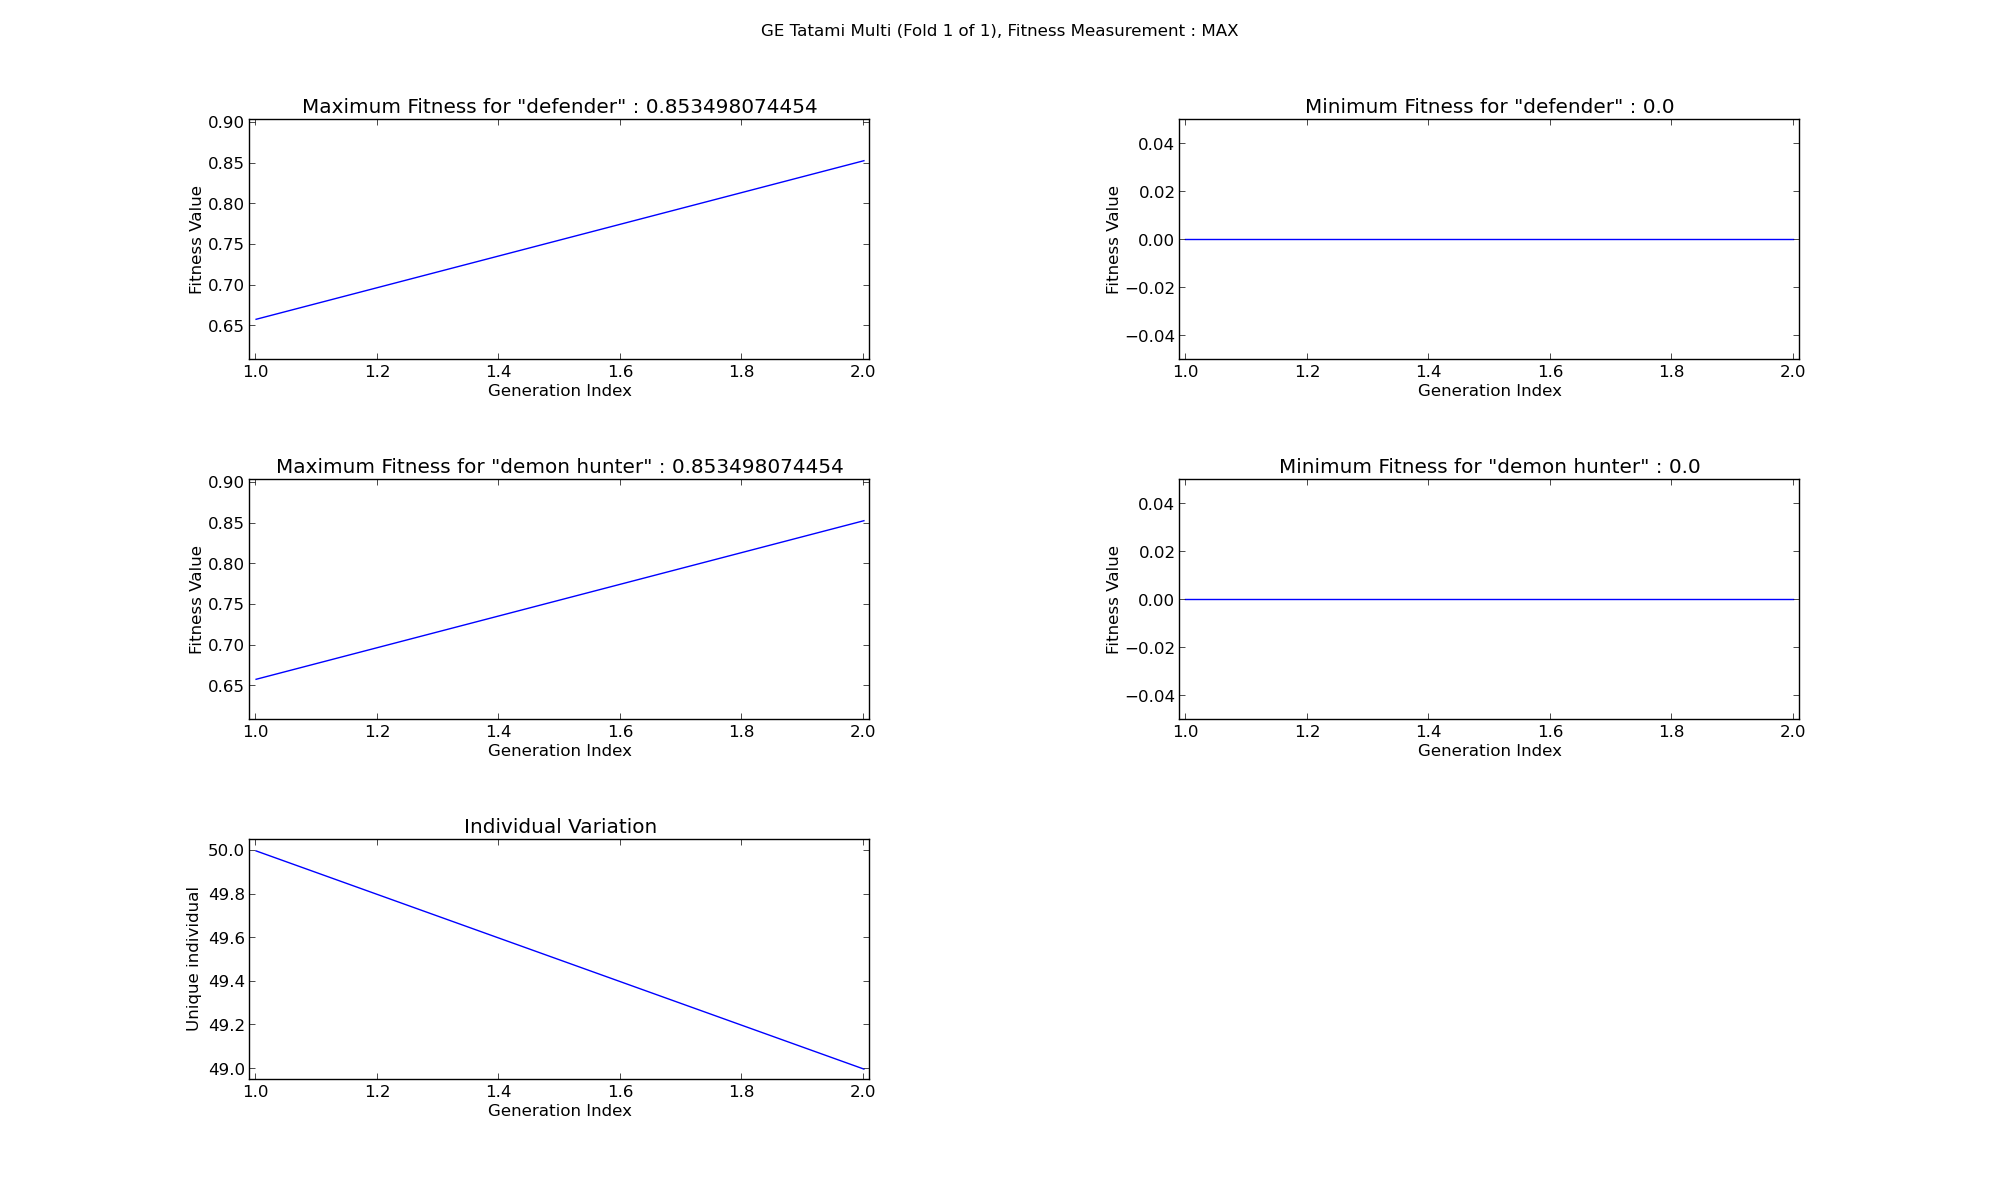 GE Tatami Multi (Fold 1 of 1), Fitness Measurement : MAX
Maximum Fitness for "defender" : 0.853498074454
0.90
0.85
0.80
0.75
0.70
0.65
Fitness Value
1.0 1.2 1.4 1.6 1.8 2.0
Generation Index
Minimum Fitness for "defender" : 0.0
0.04
0.02
0.00
−0.02
−0.04
Fitness Value
1.0 1.2 1.4 1.6 1.8 2.0
Generation Index
Maximum Fitness for "demon hunter" : 0.853498074454
0.90
0.85
0.80
0.75
0.70
0.65
Fitness Value
1.0 1.2 1.4 1.6 1.8 2.0
Generation Index
Minimum Fitness for "demon hunter" : 0.0
0.04
0.02
0.00
−0.02
−0.04
Fitness Value
1.0 1.2 1.4 1.6 1.8 2.0
Generation Index
Individual Variation
50.0
49.8
49.6
49.4
49.2
49.0
Unique individual
1.0 1.2 1.4 1.6 1.8 2.0
Generation Index